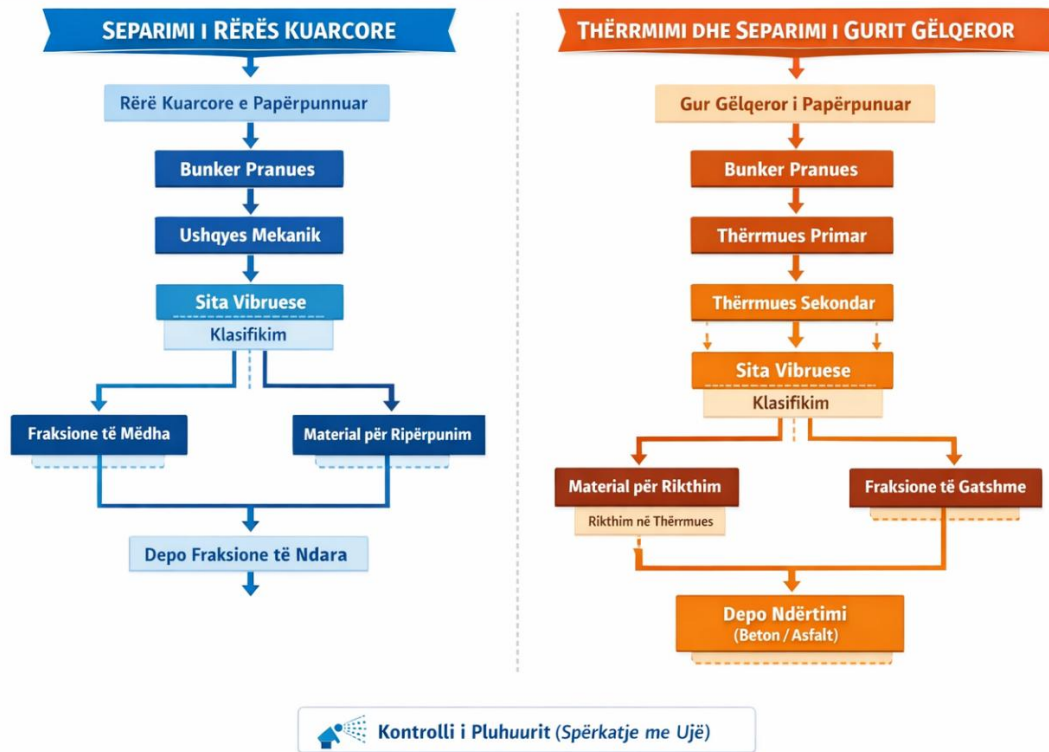 SEPARIMI I RËRËS KUARCORE
Rërë Kuarcore e Papërpunnuar
Bunker Pranues
Ushqyes Mekanik
Sita Vibruese
Klasifikim
Fraksione të Mëdha
Material për Ripërpunim
Depo Fraksione të Ndara
THËRRMIMI DHE SEPARIMI I GURIT GËLQEROR
Gur Gëlqeror i Papërpunuar
Bunker Pranues
Thërrmues Primar
Thërrmues Sekondar
Sita Vibruese
Klasifikim
Material për Rikthim
Rikthim në Thërrmues
Fraksione të Gatshme
Depo Ndërtimi
(Beton / Asfalt)
Kontrolli i Pluhuurit (Spërkatje me Ujë)